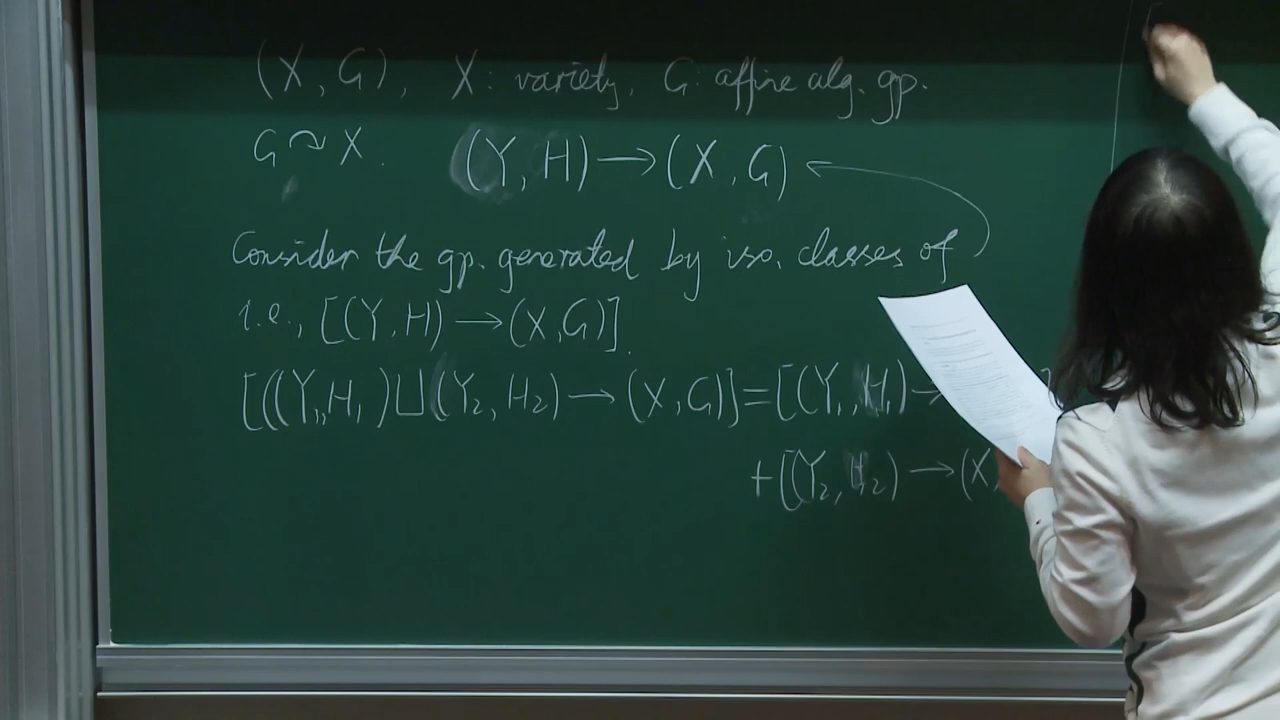 (X, G), X: variety, G: affine alg. gp.
G ↷ X. (Y, H) → (X, G)
Consider the gp. generated by iso. classes of
i.e., [(Y, H) → (X, G)].
[((Y₁, H₁) ⊔ (Y₂, H₂) → (X, G)] = [(Y₁, H₁) →
+ [(Y₂, H₂) → (X,